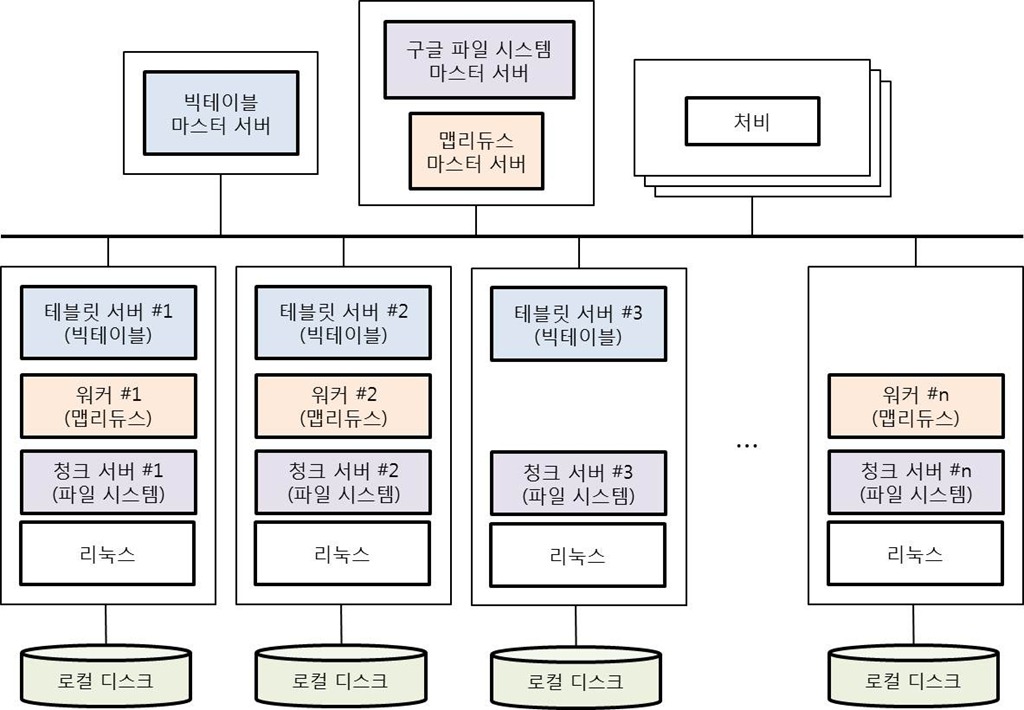 구글 파일 시스템
마스터 서버
빅테이블
마스터 서버
맵리듀스
마스터 서버
처비
테블릿 서버 #1
(빅테이블)
워커 #1
(맵리듀스)
청크 서버 #1
(파일 시스템)
리눅스
로컬 디스크
테블릿 서버 #2
(빅테이블)
워커 #2
(맵리듀스)
청크 서버 #2
(파일 시스템)
리눅스
로컬 디스크
테블릿 서버 #3
(빅테이블)
청크 서버 #3
(파일 시스템)
리눅스
로컬 디스크
...
워커 #n
(맵리듀스)
청크 서버 #n
(파일 시스템)
리눅스
로컬 디스크